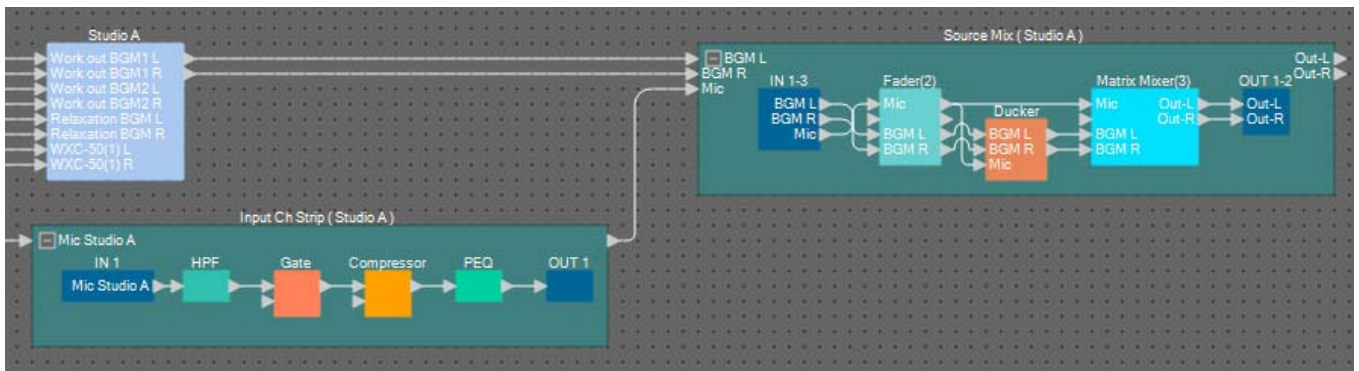 Studio A
Work out BGM1 L
Work out BGM1 R
Work out BGM2 L
Work out BGM2 R
Relaxation BGM L
Relaxation BGM R
WXC-50(1) L
WXC-50(1) R
Source Mix ( Studio A )
BGM L
BGM R
Mic
Out-L
Out-R
IN 1-3
BGM L
BGM R
Mic
Fader(2)
Mic
BGM L
BGM R
Ducker
BGM L
BGM R
Mic
Matrix Mixer(3)
Mic
Out-L
Out-R
BGM L
BGM R
OUT 1-2
Out-L
Out-R
Input Ch Strip ( Studio A )
Mic Studio A
IN 1
Mic Studio A
HPF
Gate
Compressor
PEQ
OUT 1